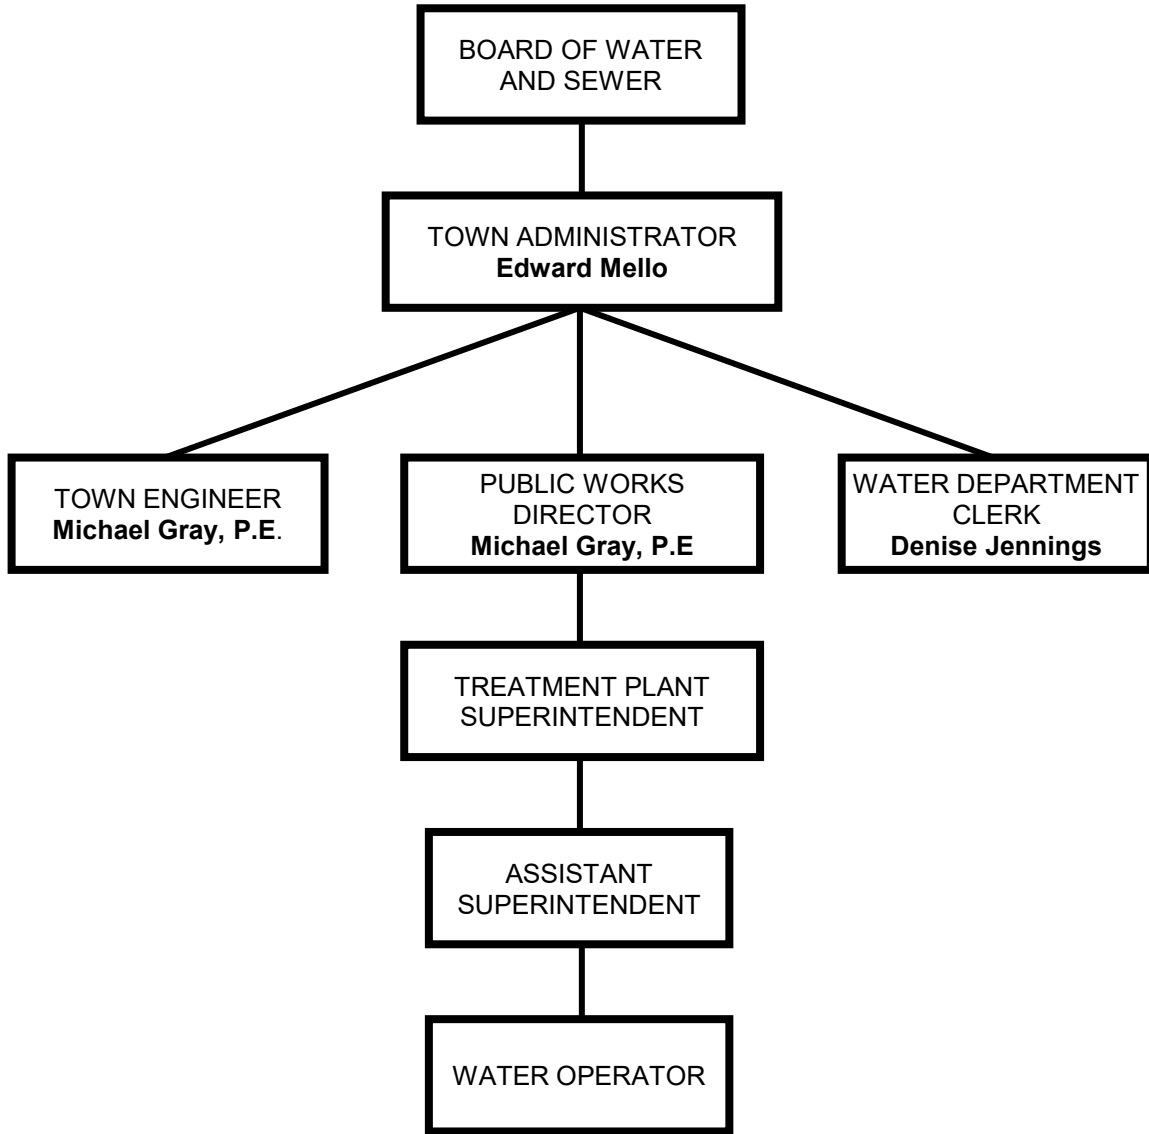 BOARD OF WATER
AND SEWER
TOWN ADMINISTRATOR
Edward Mello
TOWN ENGINEER
Michael Gray, P.E.
PUBLIC WORKS
DIRECTOR
Michael Gray, P.E
WATER DEPARTMENT
CLERK
Denise Jennings
TREATMENT PLANT
SUPERINTENDENT
ASSISTANT
SUPERINTENDENT
WATER OPERATOR